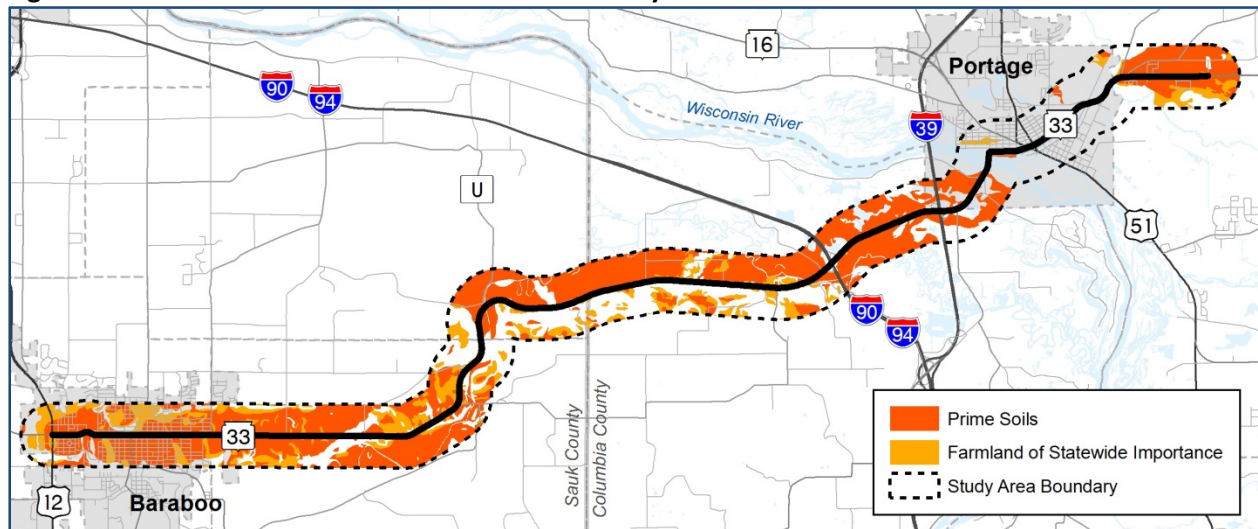 16
Portage
90
94
Wisconsin River
39
33
U
51
90
94
Sauk County
Columbia County
33
12
Baraboo
Prime Soils
Farmland of Statewide Importance
Study Area Boundary